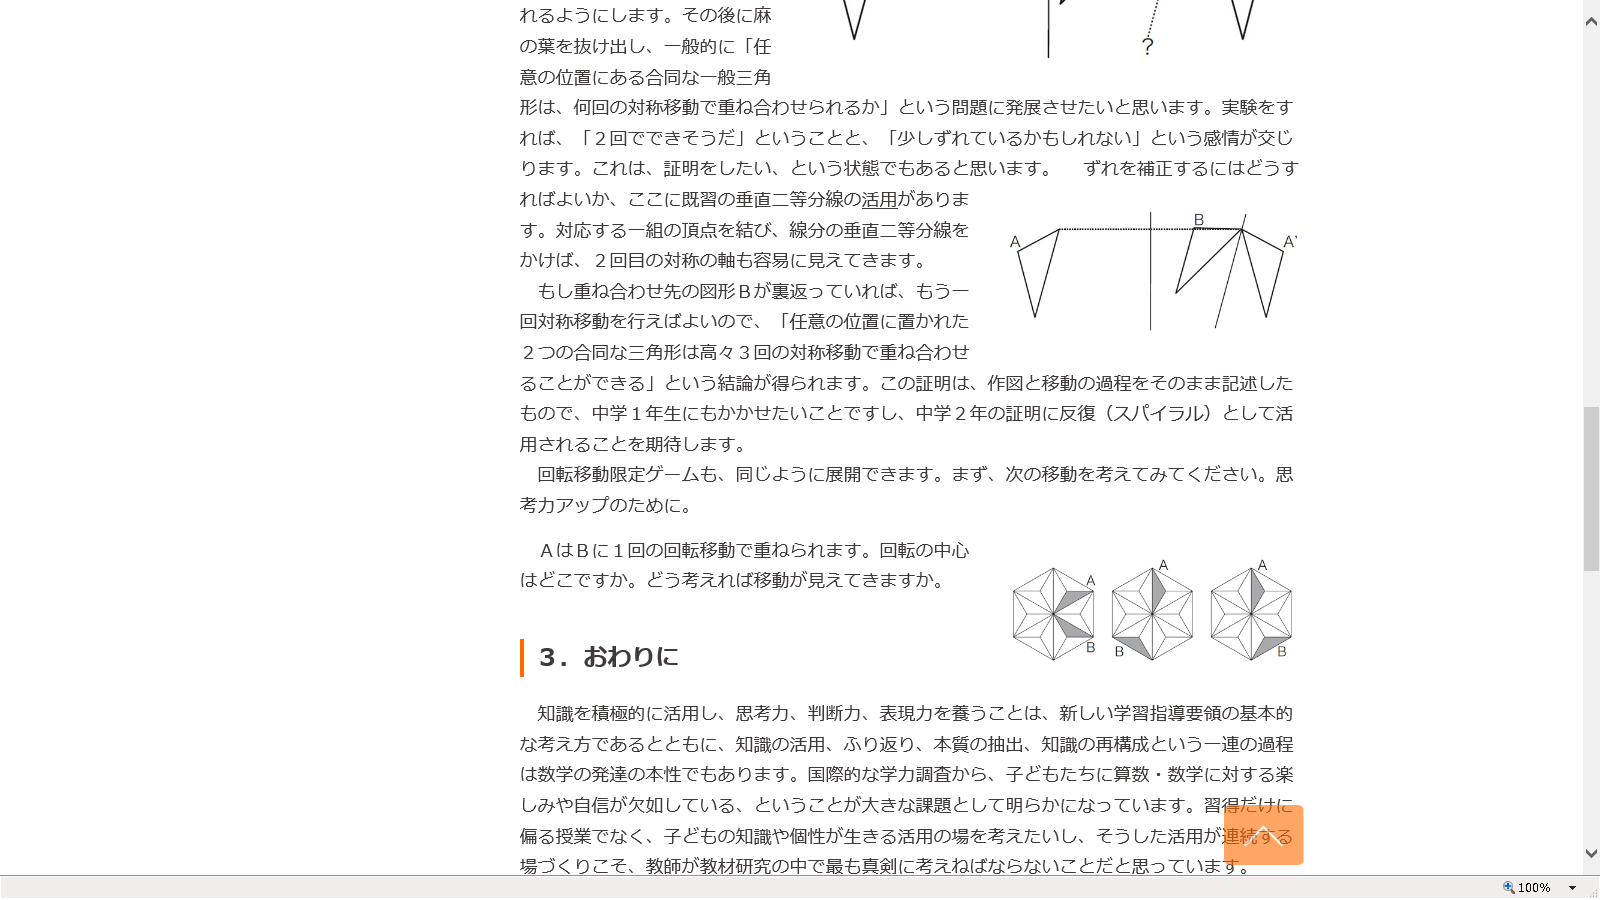 れるようにします。その後に麻
の葉を抜け出し、一般的に「任
意の位置にある合同な一般三角
?
形は、何回の対称移動で重ね合わせられるか」という問題に発展させたいと思います。実験をす
れば、「２回でできそうだ」ということと、「少しずれているかもしれない」という感情が交じ
ります。これは、証明をしたい、という状態でもあると思います。　ずれを補正するにはどうす
ればよいか、ここに既習の垂直二等分線の活用がありま
す。対応する一組の頂点を結び、線分の垂直二等分線を
かけば、２回目の対称の軸も容易に見えてきます。
A B A'
　もし重ね合わせ先の図形Ｂが裏返っていれば、もう一
回対称移動を行えばよいので、「任意の位置に置かれた
２つの合同な三角形は高々３回の対称移動で重ね合わせ
ることができる」という結論が得られます。この証明は、作図と移動の過程をそのまま記述した
もので、中学１年生にもかかせたいことですし、中学２年の証明に反復（スパイラル）として活
用されることを期待します。
　回転移動限定ゲームも、同じように展開できます。まず、次の移動を考えてみてください。思
考力アップのために。
　ＡはＢに１回の回転移動で重ねられます。回転の中心
はどこですか。どう考えれば移動が見えてきますか。
A A A
B B B
３．おわりに
　知識を積極的に活用し、思考力、判断力、表現力を養うことは、新しい学習指導要領の基本的
な考え方であるとともに、知識の活用、ふり返り、本質の抽出、知識の再構成という一連の過程
は数学の発達の本性でもあります。国際的な学力調査から、子どもたちに算数・数学に対する楽
しみや自信が欠如している、ということが大きな課題として明らかになっています。習得だけに
偏る授業でなく、子どもの知識や個性が生きる活用の場を考えたいし、そうした活用が連続する
場づくりこそ、教師が教材研究の中で最も真剣に考えねばならないことだと思っています。
100%